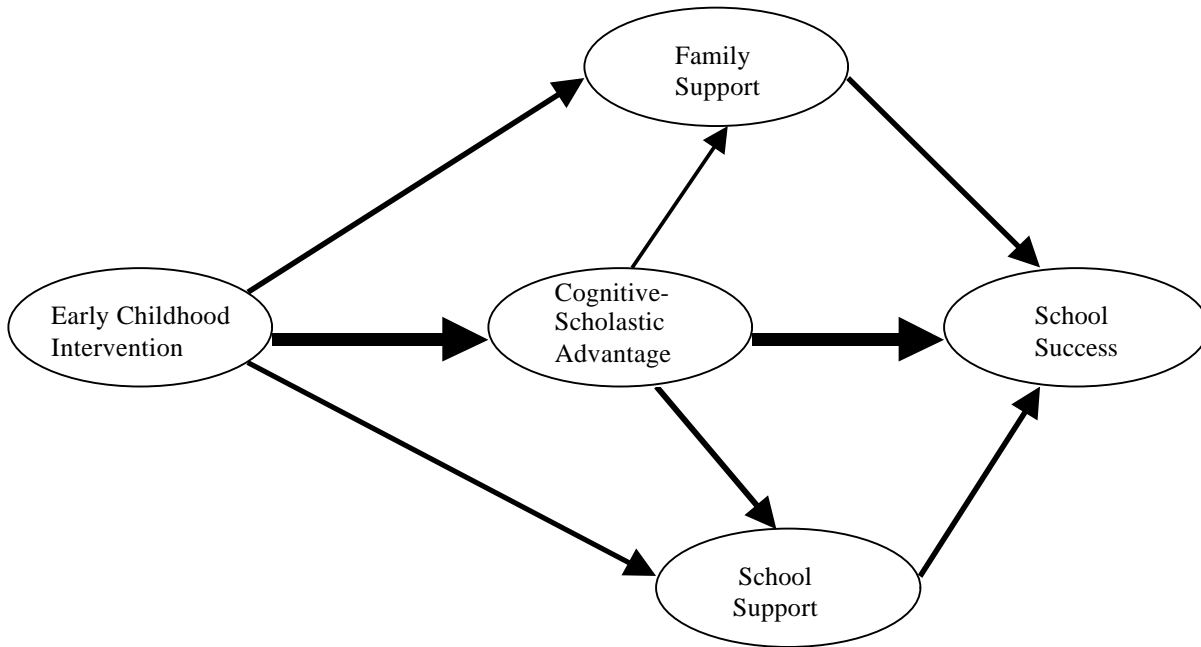 Family
Support
Early Childhood
Intervention
Cognitive-
Scholastic
Advantage
School
Success
School
Support